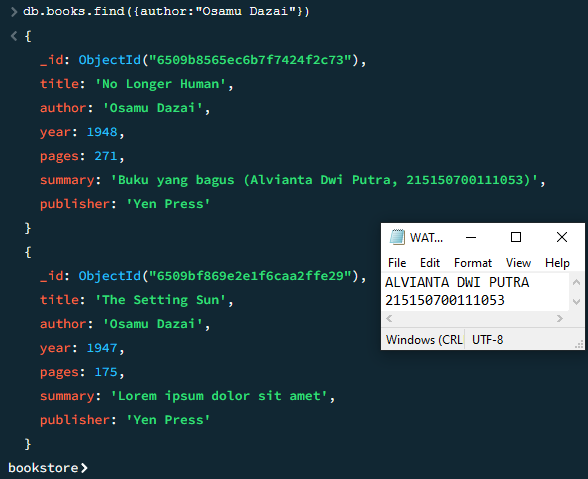 db.books.find({author:"Osamu Dazai"})
{
_id: ObjectId("6509b8565ec6b7f7424f2c73"),
title: 'No Longer Human',
author: 'Osamu Dazai',
year: 1948,
pages: 271,
summary: 'Buku yang bagus (Alvianta Dwi Putra, 215150700111053)',
publisher: 'Yen Press'
}
{
_id: ObjectId("6509bf869e2e1f6caa2ffe29"),
title: 'The Setting Sun',
author: 'Osamu Dazai',
year: 1947,
pages: 175,
summary: 'Lorem ipsum dolor sit amet',
publisher: 'Yen Press'
}
bookstore>
WAT...
File Edit Format View Help
ALVIANTA DWI PUTRA
215150700111053
Windows (CRL UTF-8